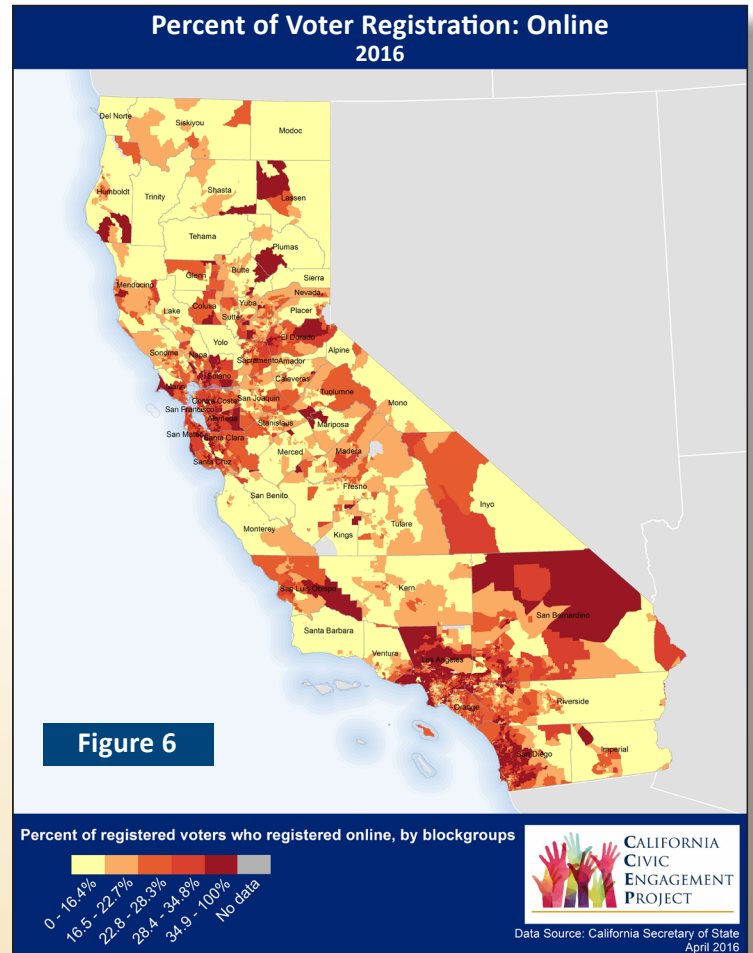 Percent of Voter Registration: Online
2016
Del Norte
Siskiyou
Modoc
Humboldt
Trinity
Shasta
Lassen
Tehama
Plumas
Glenn
Butte
Sierra
Mendocino
Nevada
Colusa
Yuba
Lake
Sutter
Placer
El Dorado
Yolo
Alpine
Sonoma
Napa
Sacramento
Amador
Solano
Calaveras
Marin
Tuolumne
Contra Costa
San Joaquin
Mono
San Francisco
Alameda
Stanislaus
Mariposa
San Mateo
Santa Clara
Merced
Madera
Santa Cruz
Fresno
San Benito
Inyo
Monterey
Tulare
Kings
San Luis Obispo
Kern
San Bernardino
Santa Barbara
Ventura
Los Angeles
Orange
Riverside
San Diego
Imperial
Figure 6
Percent of registered voters who registered online, by blockgroups
0 - 16.4%
16.5 - 22.7%
22.8 - 28.3%
28.4 - 34.8%
34.9 - 100%
No data
CALIFORNIA
CIVIC
ENGAGEMENT
PROJECT
Data Source: California Secretary of State
April 2016